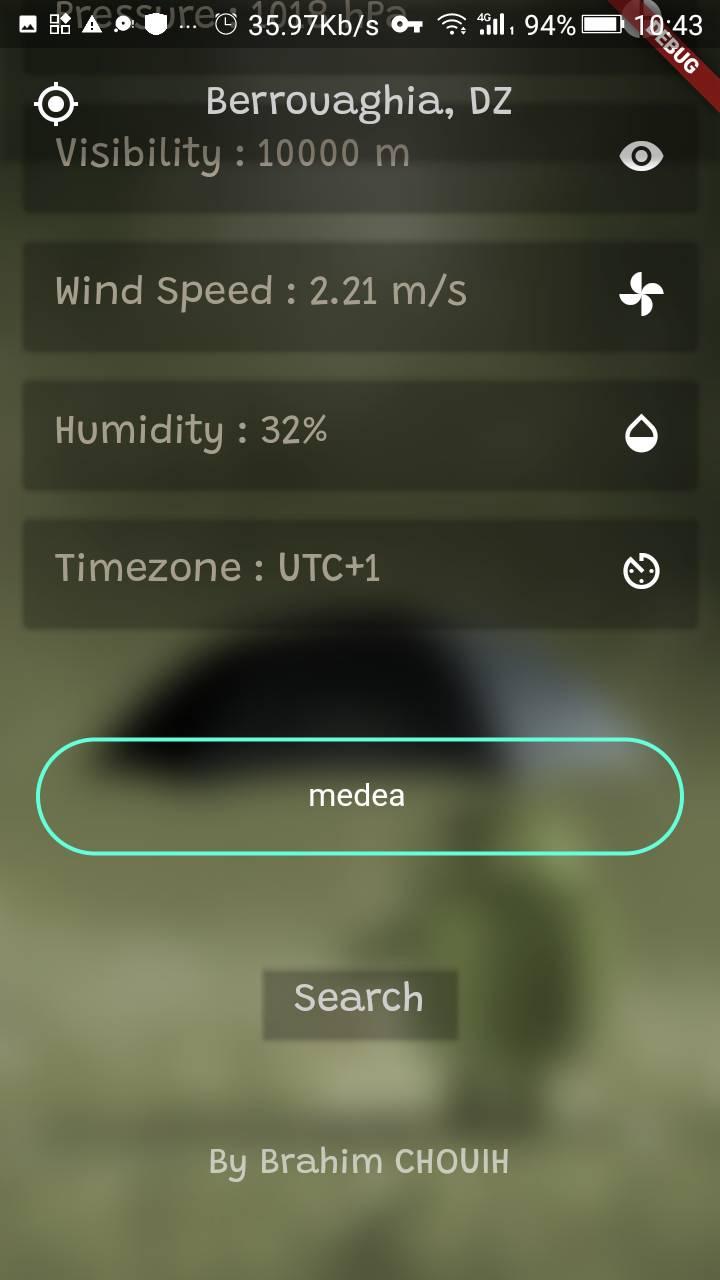 Pressure : 1018 hPa
... 35.97Kb/s 4G 94% 10:43
DEBUG
Berrouaghia, DZ
Visibility : 10000 m
Wind Speed : 2.21 m/s
Humidity : 32%
Timezone : UTC+1
medea
Search
By Brahim CHOUIH